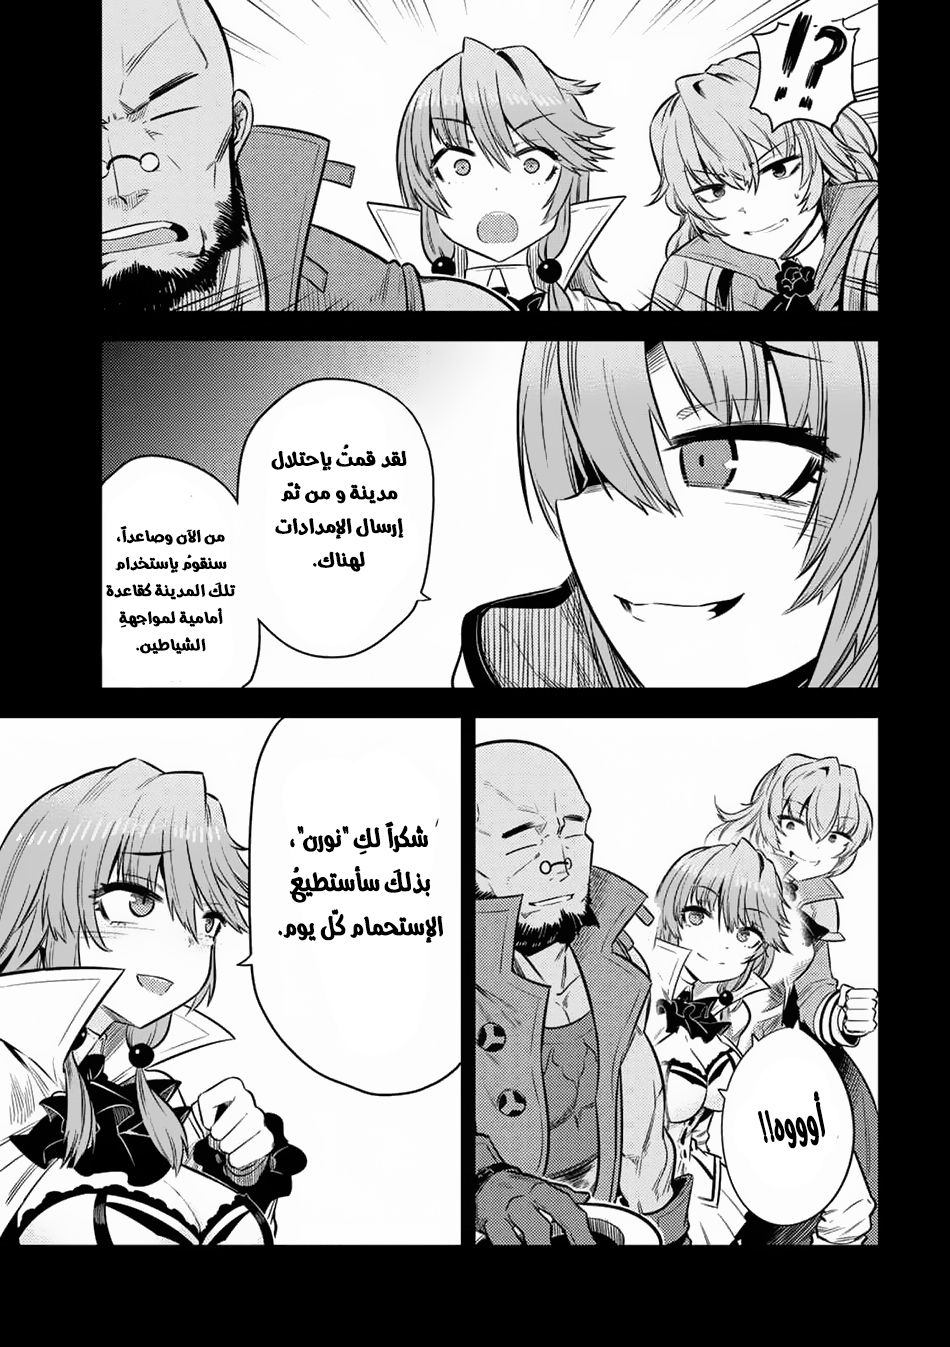 !?
لقد قمتُ بإحتلال
مدينة و من ثمّ
إرسال الإمدادات
لهناك.
من الآن وصاعداً،
سنقومُ بإستخدام
تلكَ المدينة كقاعدة
أمامية لمواجهةِ
الشياطين.
أوووه!!
شكراً لكِ "نورن"،
بذلكَ سأستطيعُ
الإستحمام كلّ يوم.